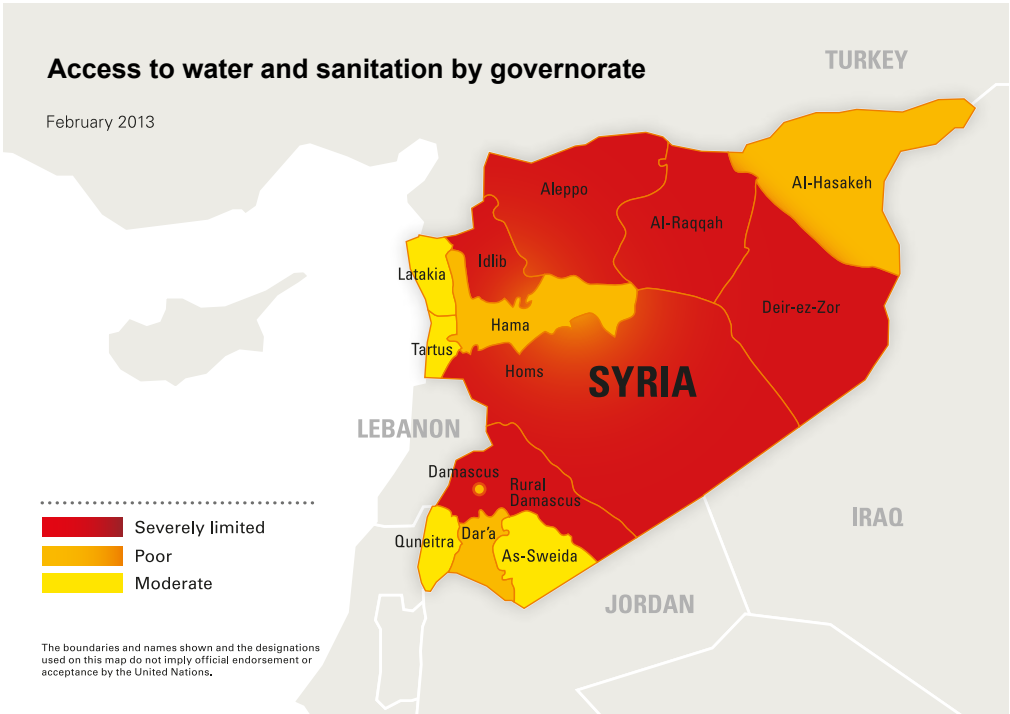 Access to water and sanitation by governorate
February 2013
TURKEY
Aleppo
Al-Hasakeh
Al-Raqqah
Idlib
Latakia
Deir-ez-Zor
Hama
Tartus
Homs
SYRIA
LEBANON
Damascus
Rural
Damascus
IRAQ
Quneitra
Dar'a
As-Sweida
JORDAN
Severely limited
Poor
Moderate
The boundaries and names shown and the designations
used on this map do not imply official endorsement or
acceptance by the United Nations.